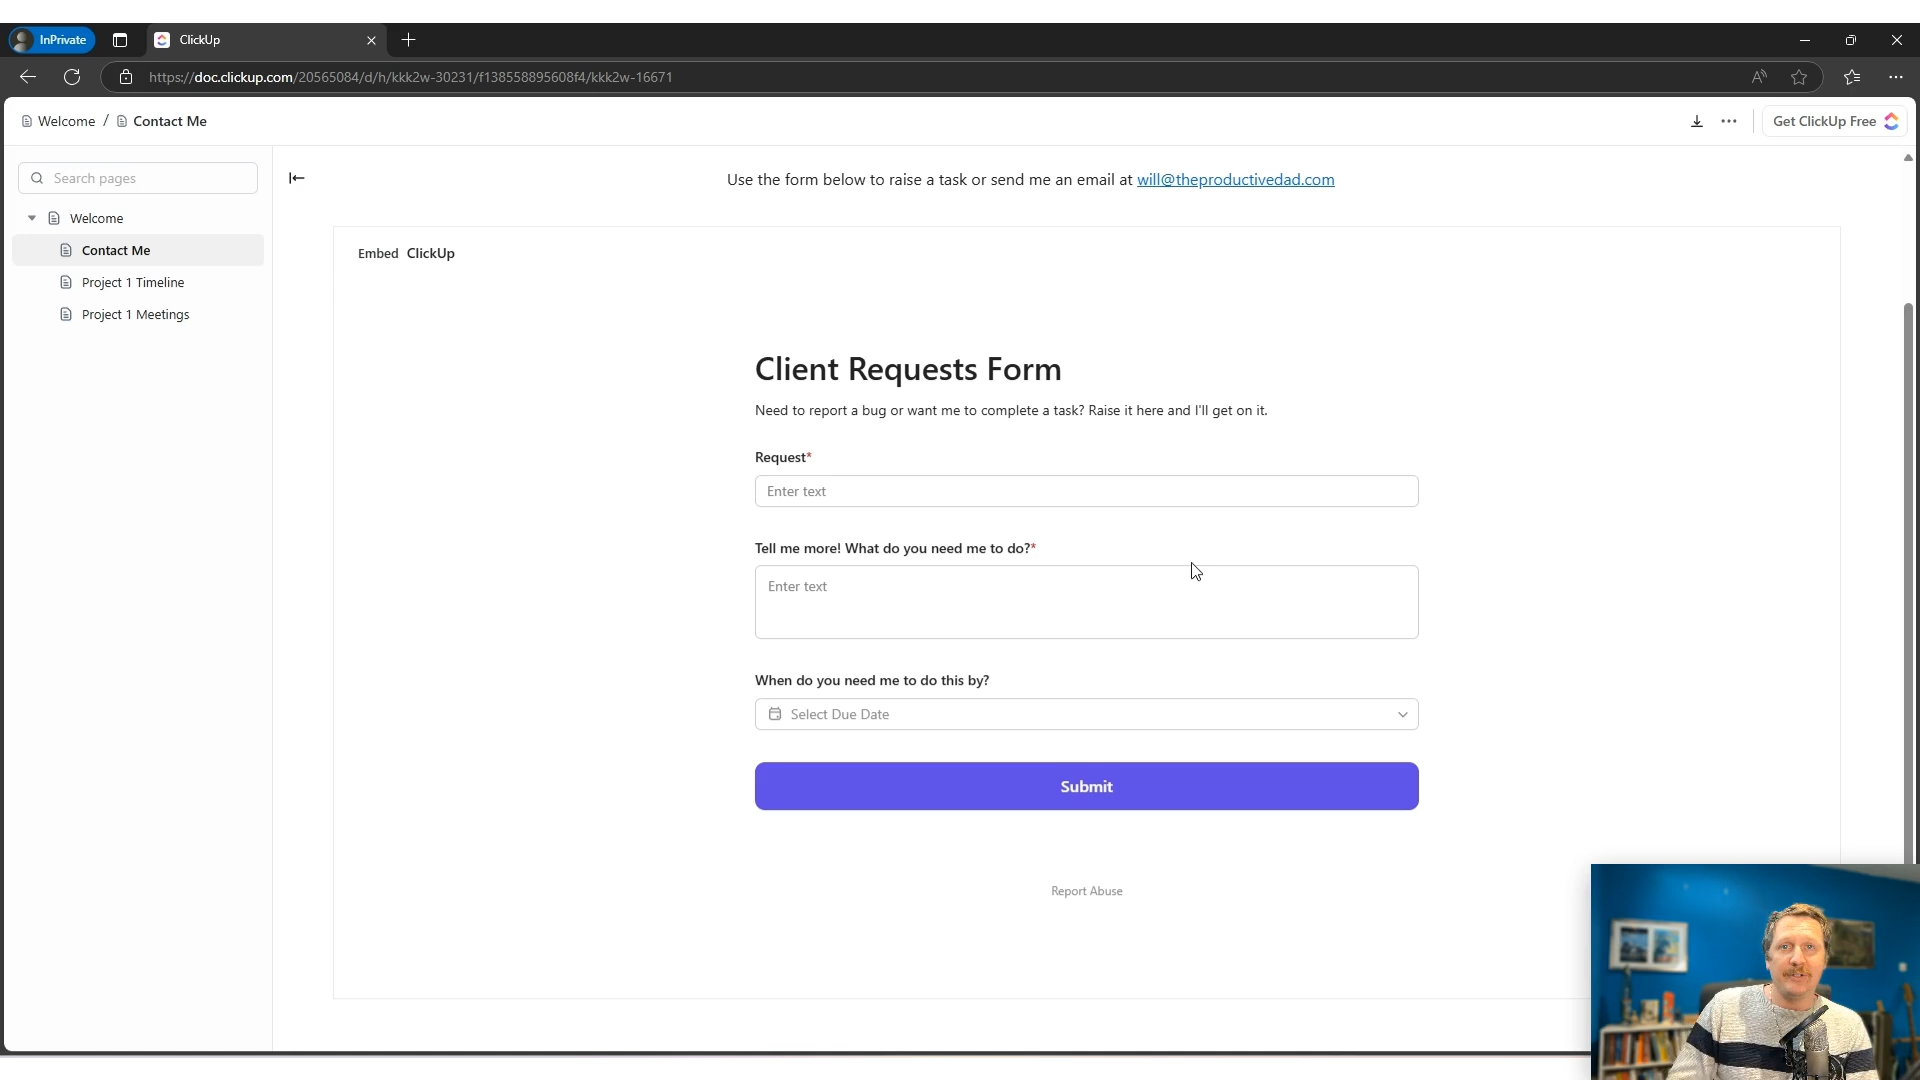 InPrivate
ClickUp
https://doc.clickup.com/20565084/d/h/kkk2w-30231/f138558895608f4/kkk2w-16671
Welcome / Contact Me
Get ClickUp Free
Search pages
Welcome
Contact Me
Project 1 Timeline
Project 1 Meetings
Use the form below to raise a task or send me an email at will@theproductivedad.com
Embed ClickUp
Client Requests Form
Need to report a bug or want me to complete a task? Raise it here and I'll get on it.
Request*
Enter text
Tell me more! What do you need me to do?*
Enter text
When do you need me to do this by?
Select Due Date
Submit
Report Abuse